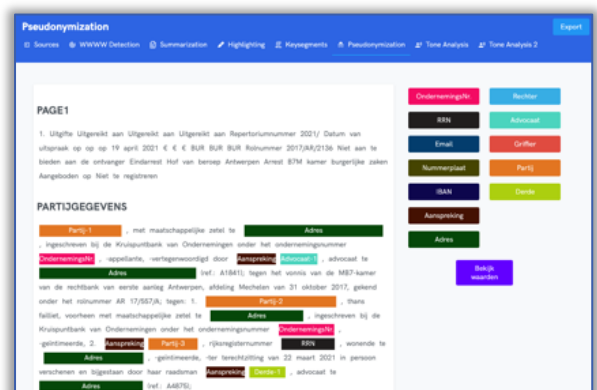 Pseudonymization
Export
Sources WWWW Detection Summarization Highlighting Keysegments Pseudonymization Tone Analysis Tone Analysis 2
PAGE1
1. Uitgifte Uitgereikt aan Uitgereikt aan Uitgereikt aan Repertoriumnummer 2021/ Datum van
uitspraak op op op 19 april 2021 € € € BUR BUR BUR Rolnummer 2017/AR/2136 Niet aan te
bieden aan de ontvanger Eindarrest Hof van beroep Antwerpen Arrest B7M kamer burgerlijke zaken
Aangeboden op Niet te registreren
PARTIJGEGEVENS
Partij-1 , met maatschappelijke zetel te Adres
, ingeschreven bij de Kruispuntbank van Ondernemingen onder het ondernemingsnummer
OndernemingsNr. , -appellante, -vertegenwoordigd door Aanspreking Advocaat-1 , advocaat te
Adres (ref.: A1841); tegen het vonnis van de MB7-kamer
van de rechtbank van eerste aanleg Antwerpen, afdeling Mechelen van 31 oktober 2017, gekend
onder het rolnummer AR 17/557/A; tegen: 1. Partij-2 , thans
failliet, voorheen met maatschappelijke zetel te Adres , ingeschreven bij de
Kruispuntbank van Ondernemingen onder het ondernemingsnummer OndernemingsNr. ,
-geïntimeerde, 2. Aanspreking Partij-3 , rijksregisternummer RRN , wonende te
Adres , -geïntimeerde, -ter terechtzitting van 22 maart 2021 in persoon
verschenen en bijgestaan door haar raadsman Aanspreking Derde-1 , advocaat te
Adres (ref.: A4875);
OndernemingsNr. Rechter
RRN Advocaat
Email Griffier
Nummerplaat Partij
IBAN Derde
Aanspreking
Adres
Bekijk
waarden